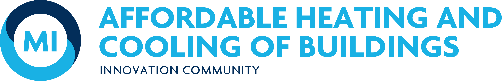 MI
AFFORDABLE HEATING AND
COOLING OF BUILDINGS
INNOVATION COMMUNITY